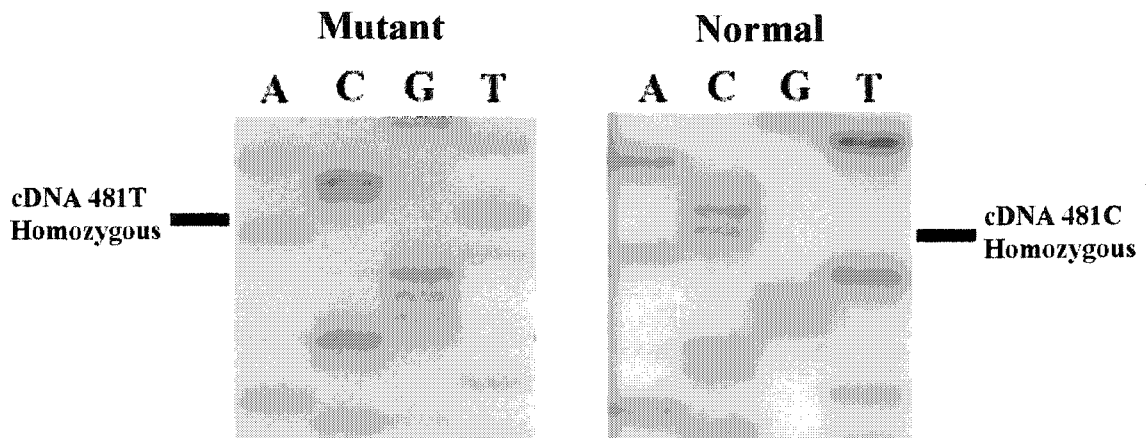 Mutant
Normal
A C G T
A C G T
cDNA 481T
Homozygous
cDNA 481C
Homozygous